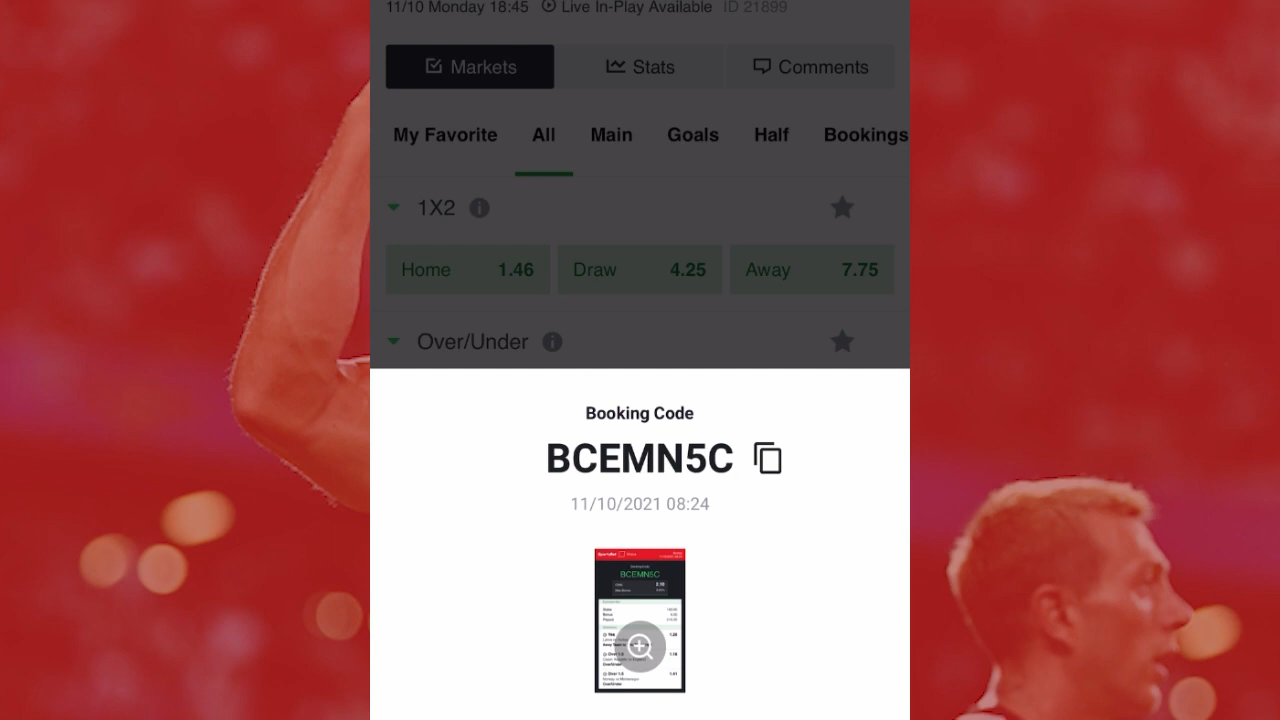 11/10 Monday 18:45 Live In-Play Available ID 21899
Markets Stats Comments
My Favorite All Main Goals Half Bookings
1X2
Home 1.46 Draw 4.25 Away 7.75
Over/Under
Booking Code
BCEMN5C
11/10/2021 08:24
BCEMN5C